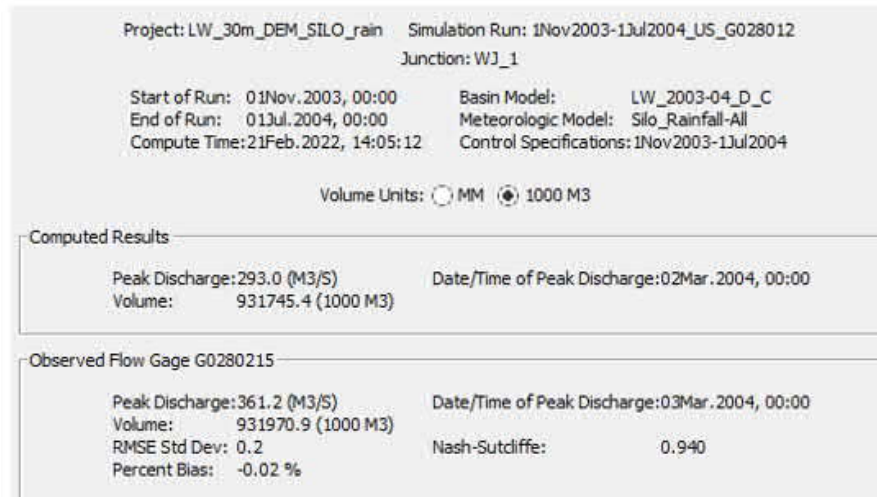 Project: LW_30m_DEM_SILO_rain Simulation Run: 1Nov2003-1Jul2004_US_G028012
Junction: WJ_1
Start of Run: 01Nov.2003, 00:00 Basin Model: LW_2003-04_D_C
End of Run: 01Jul.2004, 00:00 Meteorologic Model: Silo_Rainfall-All
Compute Time:21Feb.2022, 14:05:12 Control Specifications:1Nov2003-1Jul2004
Volume Units: MM 1000 M3
Computed Results
Peak Discharge:293.0 (M3/S) Date/Time of Peak Discharge:02Mar.2004, 00:00
Volume: 931745.4 (1000 M3)
Observed Flow Gage G0280215
Peak Discharge:361.2 (M3/S) Date/Time of Peak Discharge:03Mar.2004, 00:00
Volume: 931970.9 (1000 M3)
RMSE Std Dev: 0.2 Nash-Sutcliffe: 0.940
Percent Bias: -0.02 %